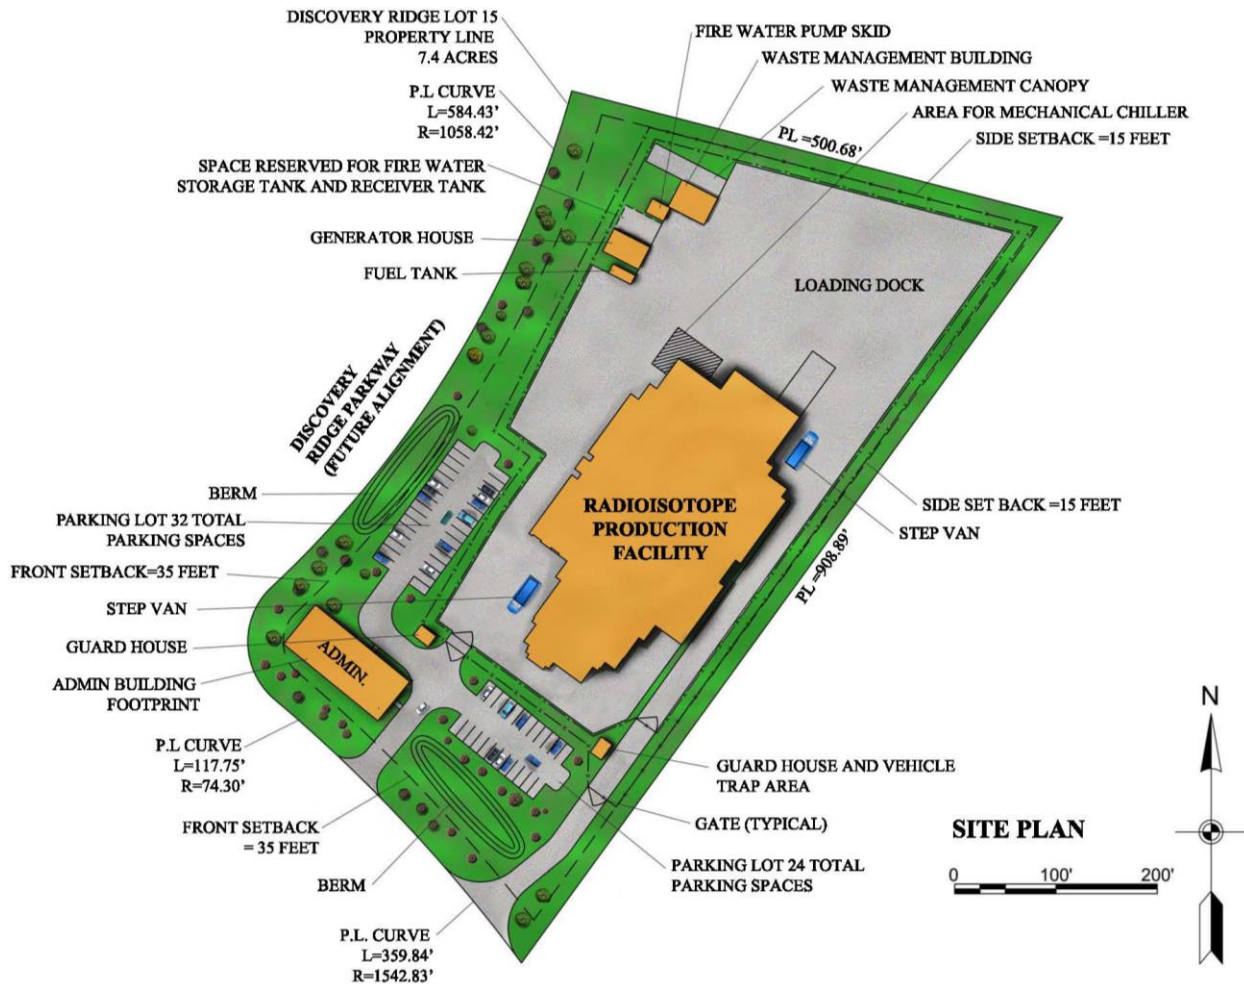 DISCOVERY RIDGE LOT 15
PROPERTY LINE
7.4 ACRES
P.L CURVE
L=584.43'
R=1058.42'
SPACE RESERVED FOR FIRE WATER
STORAGE TANK AND RECEIVER TANK
GENERATOR HOUSE
FUEL TANK
FIRE WATER PUMP SKID
WASTE MANAGEMENT BUILDING
WASTE MANAGEMENT CANOPY
AREA FOR MECHANICAL CHILLER
SIDE SETBACK =15 FEET
PL =500.68'
LOADING DOCK
DISCOVERY
RIDGE PARKWAY
(FUTURE ALIGNMENT)
BERM
PARKING LOT 32 TOTAL
PARKING SPACES
FRONT SETBACK=35 FEET
STEP VAN
GUARD HOUSE
ADMIN BUILDING
FOOTPRINT
ADMIN.
RADIOISOTOPE
PRODUCTION
FACILITY
SIDE SET BACK =15 FEET
STEP VAN
PL =908.89'
P.L CURVE
L=117.75'
R=74.30'
FRONT SETBACK
= 35 FEET
BERM
P.L. CURVE
L=359.84'
R=1542.83'
GUARD HOUSE AND VEHICLE
TRAP AREA
GATE (TYPICAL)
PARKING LOT 24 TOTAL
PARKING SPACES
SITE PLAN
0 100' 200'
N